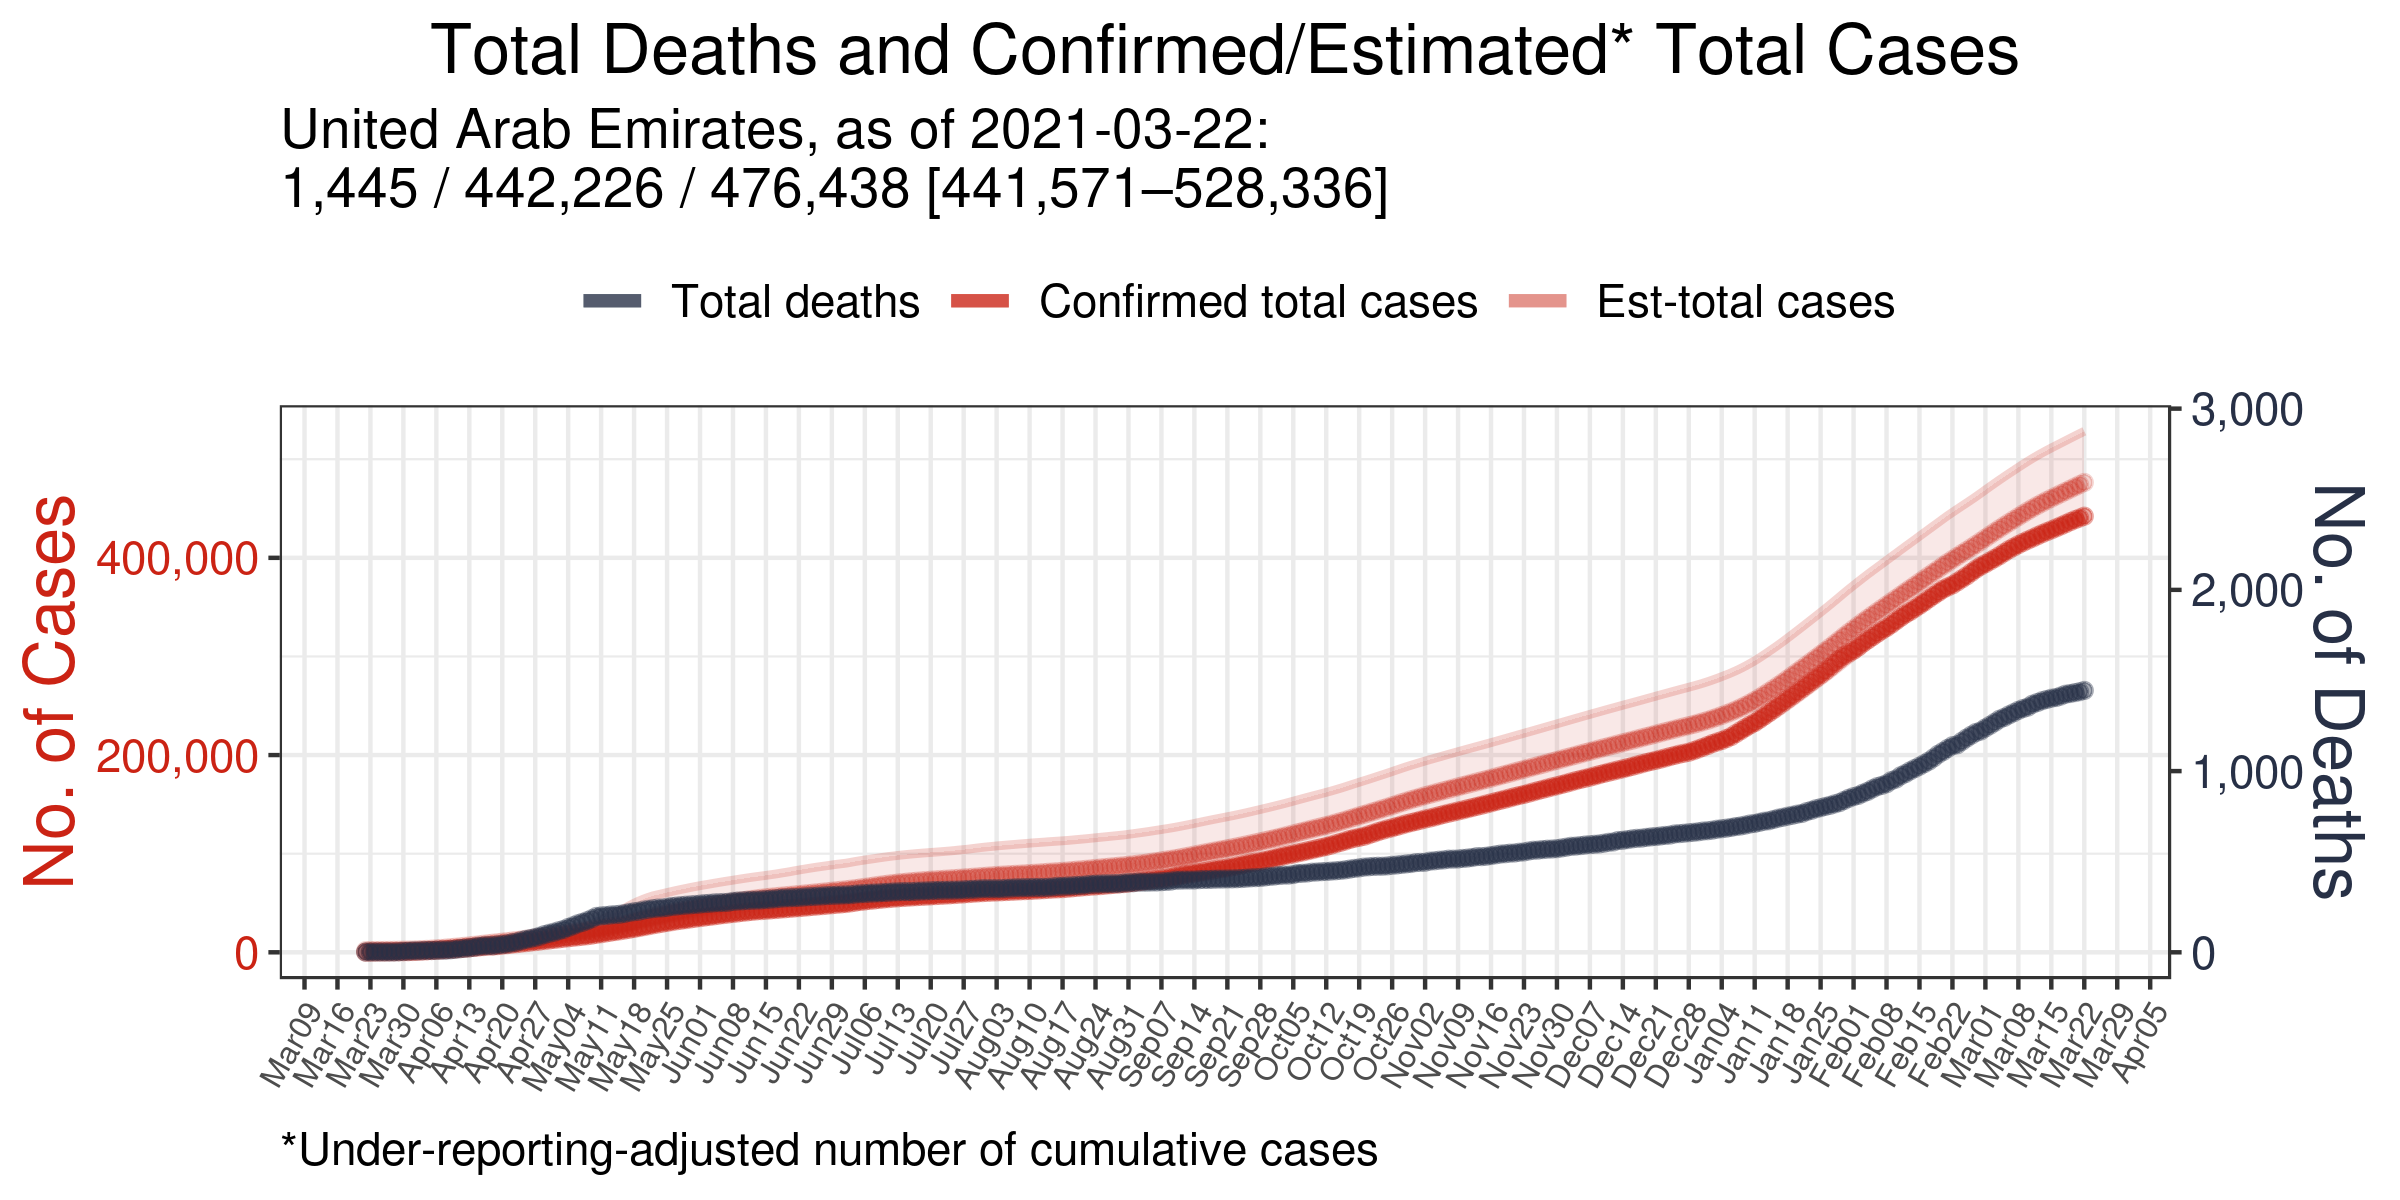 Total Deaths and Confirmed/Estimated* Total Cases
United Arab Emirates, as of 2021-03-22:
1,445 / 442,226 / 476,438 [441,571–528,336]
Total deaths
Confirmed total cases
Est-total cases
No. of Cases
400,000
200,000
0
3,000
2,000
1,000
0
No. of Deaths
Mar09
Mar16
Mar23
Mar30
Apr06
Apr13
Apr20
Apr27
May04
May11
May18
May25
Jun01
Jun08
Jun15
Jun22
Jun29
Jul06
Jul13
Jul20
Jul27
Aug03
Aug10
Aug17
Aug24
Aug31
Sep07
Sep14
Sep21
Sep28
Oct05
Oct12
Oct19
Oct26
Nov02
Nov09
Nov16
Nov23
Nov30
Dec07
Dec14
Dec21
Dec28
Jan04
Jan11
Jan18
Jan25
Feb01
Feb08
Feb15
Feb22
Mar01
Mar08
Mar15
Mar22
Mar29
Apr05
*Under-reporting-adjusted number of cumulative cases